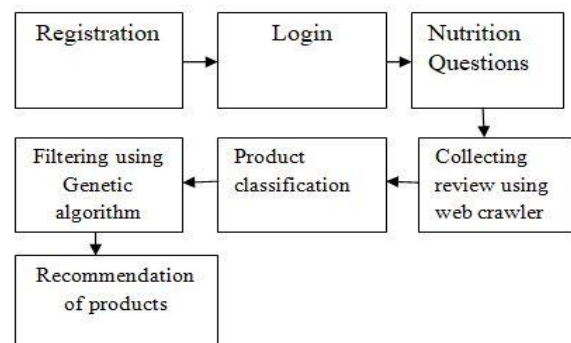 Registration
Login
Nutrition
Questions
Collecting
review using
web crawler
Product
classification
Filtering using
Genetic
algorithm
Recommendation
of products